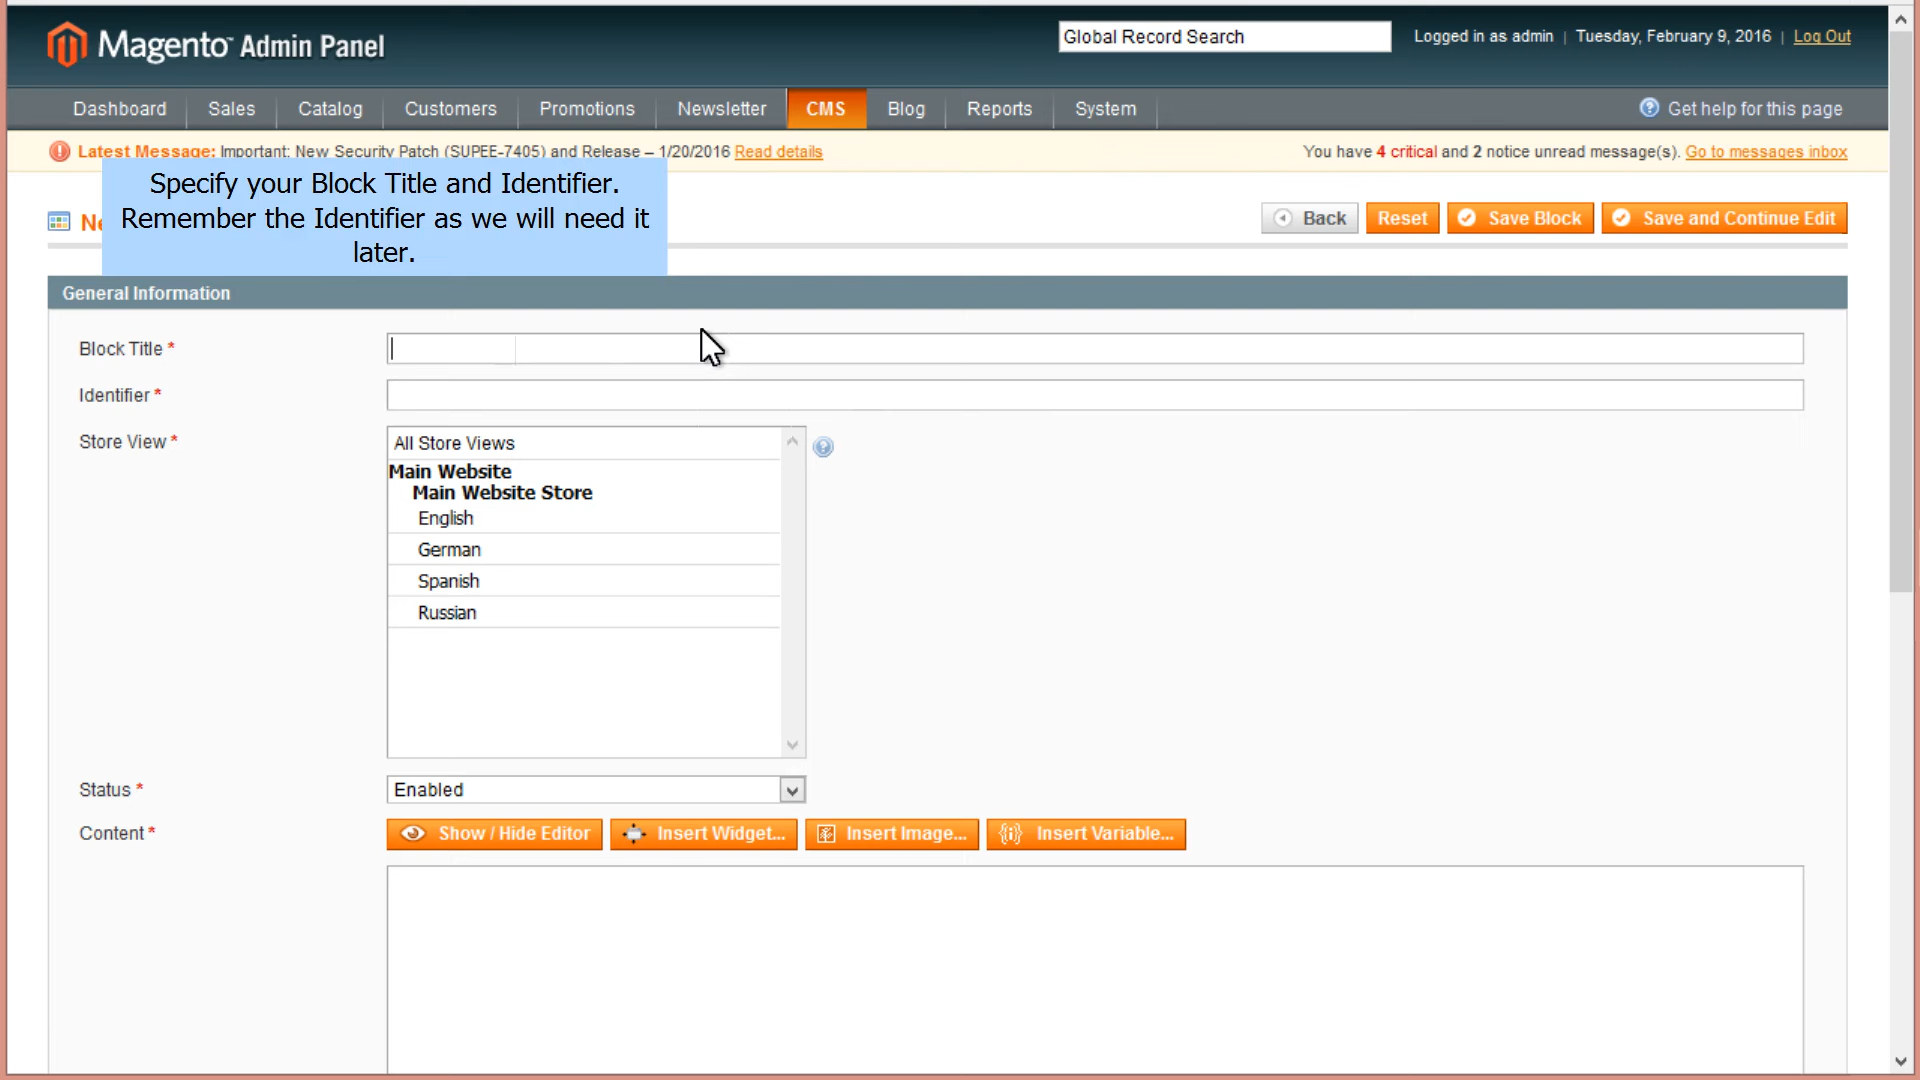 Magento Admin Panel
Global Record Search
Logged in as admin | Tuesday, February 9, 2016 | Log Out
Dashboard Sales Catalog Customers Promotions Newsletter CMS Blog Reports System Get help for this page
Latest Message: Important: New Security Patch (SUPEE-7405) and Release – 1/20/2016 Read details You have 4 critical and 2 notice unread message(s). Go to messages inbox
Specify your Block Title and Identifier.
Remember the Identifier as we will need it
later.
Back Reset Save Block Save and Continue Edit
General Information
Block Title *
Identifier *
Store View *
All Store Views
Main Website
Main Website Store
English
German
Spanish
Russian
Status * Enabled
Content * Show / Hide Editor Insert Widget... Insert Image... Insert Variable...